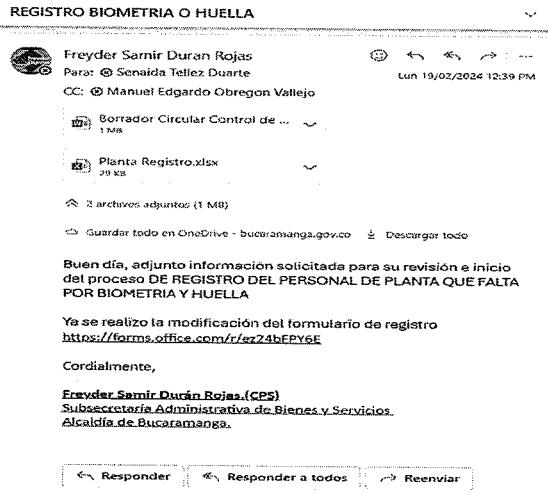 REGISTRO BIOMETRIA O HUELLA
Freyder Samir Duran Rojas
Para: Senaida Tellez Duarte
Lun 19/02/2024 12:39 PM
CC: Manuel Edgardo Obregon Vallejo
Borrador Circular Control de ...
1 MB
Planta Registro.xlsx
29 KB
2 archivos adjuntos (1 MB)
Guardar todo en OneDrive - bucaramanga.gov.co Descargar todo
Buen día, adjunto información solicitada para su revisión e inicio
del proceso DE REGISTRO DEL PERSONAL DE PLANTA QUE FALTA
POR BIOMETRIA Y HUELLA
Ya se realizo la modificación del formulario de registro
https://forms.office.com/r/ez24bFPY6E
Cordialmente,
Freyder Samir Durán Rojas.(CPS)
Subsecretaría Administrativa de Bienes y Servicios
Alcaldía de Bucaramanga.
Responder Responder a todos Reenviar